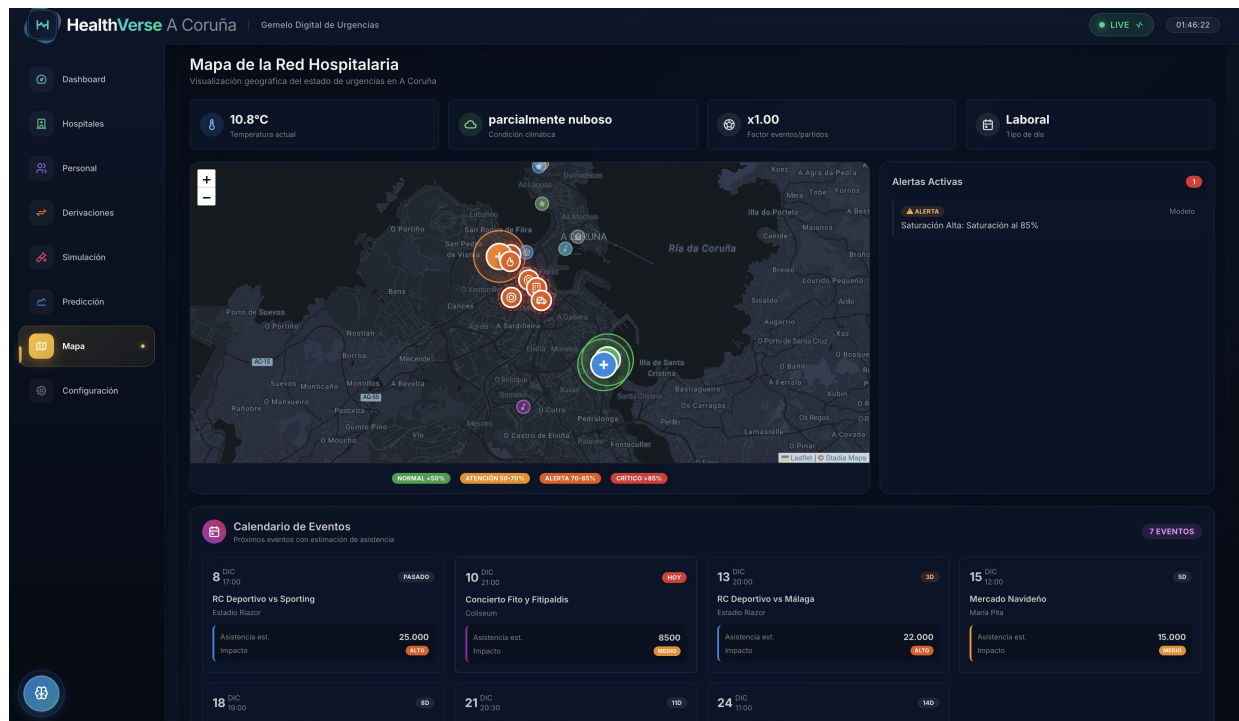 HealthVerse A Coruña
Gemelo Digital de Urgencias
LIVE
01:46:22
Dashboard
Hospitales
Personal
Derivaciones
Simulación
Predicción
Mapa
Configuración
Mapa de la Red Hospitalaria
Visualización geográfica del estado de urgencias en A Coruña
10.8°C
Temperatura actual
parcialmente nuboso
Condición climática
x1.00
Factor eventos/partidos
Laboral
Tipo de día
+
−
Durmideiras
As Lagoas
Xoez
A Agra da Pedra
Mera
Tobe
Fornos
Labañou
As Atochas
Illa do Portelo
A Best
O Portiño
San Roque de Fóra
Maianca
San Pedro de Visma
Canide
Ría da Coruña
Broño
Breixo
Bens
O Ventorrillo
Lourido Pequeno
Cances
Sisaldo
Arillo
Porto de Suevos
O Portiño
Agrela
A Sardiñeira
A Gaiteira
Augarrio
Xaz
Nostián
O Porto de Santa Cruz
Elviña
Monelos
O Bosque
Borroa
Meicende
AC-15
Illa de Santa Cristina
O Bañil
O Birloque
A Ferrala
Suevos
Monticaño
Montillos
A Revolta
Xuxán
Bastiagueiro
Someso
Santa Cristina
Xubín
AG-55
O Manxueiro
Rañobre
Pastoriza
O Curro
Os Carragás
Pedralonga
Os Regos
Quinto Pino
Mesoiro
Perillo
O Moucho
Vío
O Castro de Elviña
Palavea
Fonteculler
Lamastelle
A Covada
O Pinar
Leaflet | © Stadia Maps
NORMAL <50%
ATENCIÓN 50-70%
ALERTA 70-85%
CRÍTICO >85%
Alertas Activas
1
ALERTA
Modelo
Saturación Alta: Saturación al 85%
Calendario de Eventos
Próximos eventos con estimación de asistencia
7 EVENTOS
8 DIC 17:00
PASADO
RC Deportivo vs Sporting
Estadio Riazor
Asistencia est. 25.000
Impacto ALTO
10 DIC 21:00
HOY
Concierto Fito y Fitipaldis
Coliseum
Asistencia est. 8500
Impacto MEDIO
13 DIC 20:00
3D
RC Deportivo vs Málaga
Estadio Riazor
Asistencia est. 22.000
Impacto ALTO
15 DIC 12:00
5D
Mercado Navideño
María Pita
Asistencia est. 15.000
Impacto MEDIO
18 DIC 19:00
8D
21 DIC 20:30
11D
24 DIC 11:00
14D